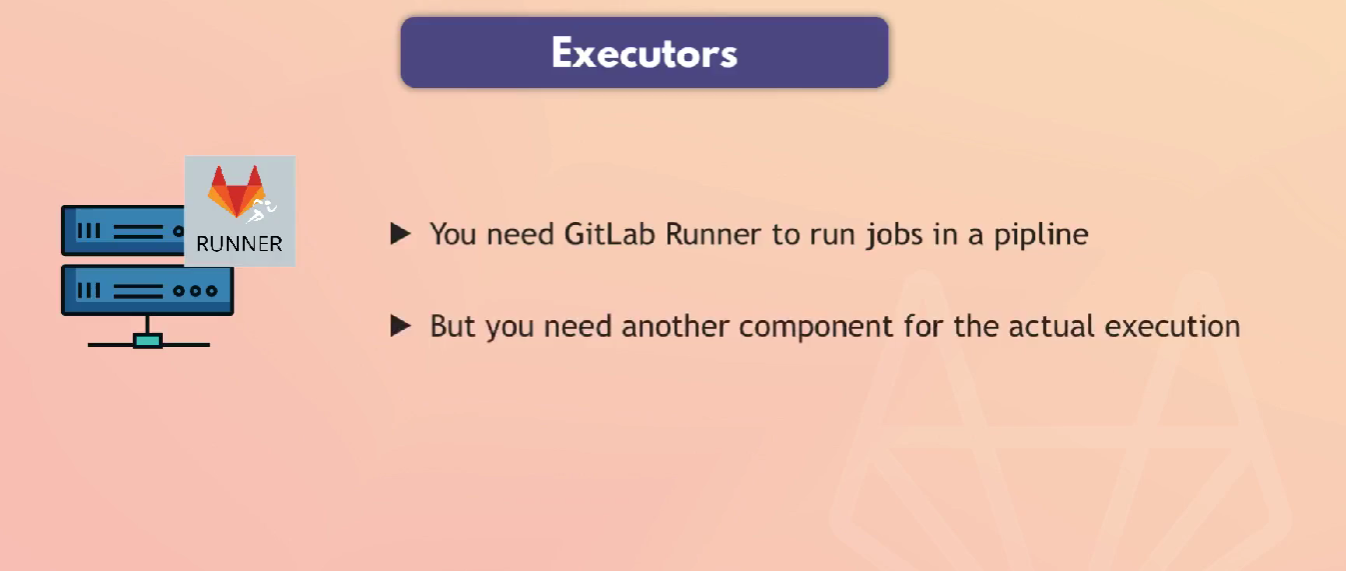 Executors
RUNNER
You need GitLab Runner to run jobs in a pipline
But you need another component for the actual execution